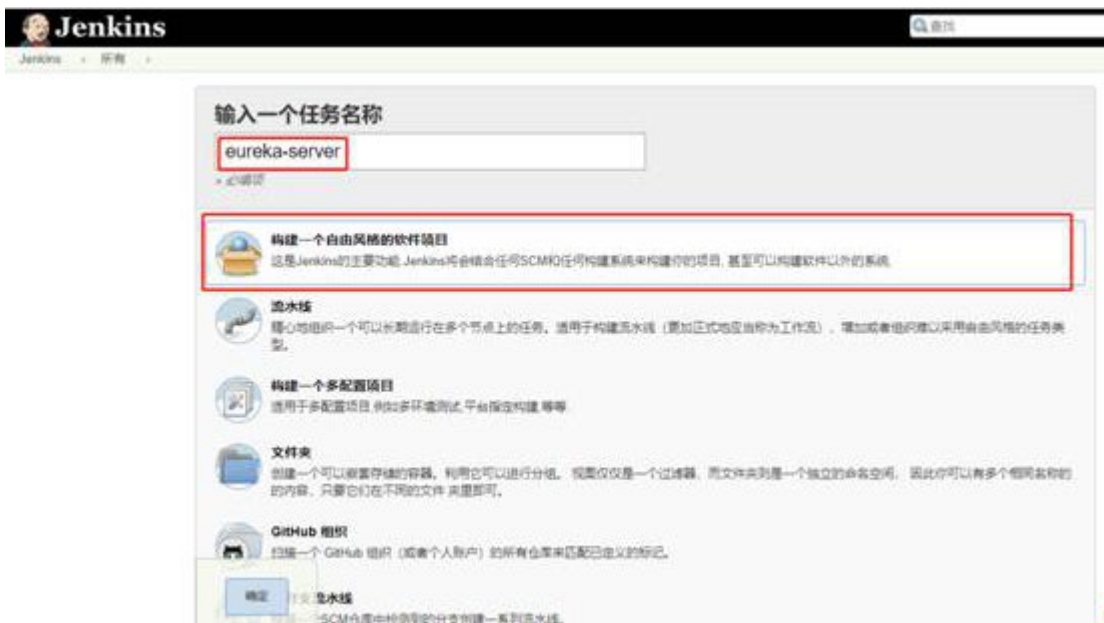 Jenkins
查找
Jenkins 所有
输入一个任务名称
eureka-server
» 必填项
构建一个自由风格的软件项目
这是Jenkins的主要功能.Jenkins将会结合任何SCM和任何构建系统来构建你的项目, 甚至可以构建软件以外的系统.
流水线
精心地组织一个可以长期运行在多个节点上的任务。适用于构建流水线（更加正式地应当称为工作流），增加或者组织难以采用自由风格的任务类
型。
构建一个多配置项目
适用于多配置项目,例如多环境测试,平台指定构建,等等.
文件夹
创建一个可以嵌套存储的容器。利用它可以进行分组。 视图仅仅是一个过滤器，而文件夹则是一个独立的命名空间， 因此你可以有多个相同名称的
的内容，只要它们在不同的文件 夹里即可。
GitHub 组织
扫描一个 GitHub 组织（或者个人账户）的所有仓库来匹配已定义的标记。
确定
流水线
一个SCM仓库中检测到的分支创建一系列流水线。